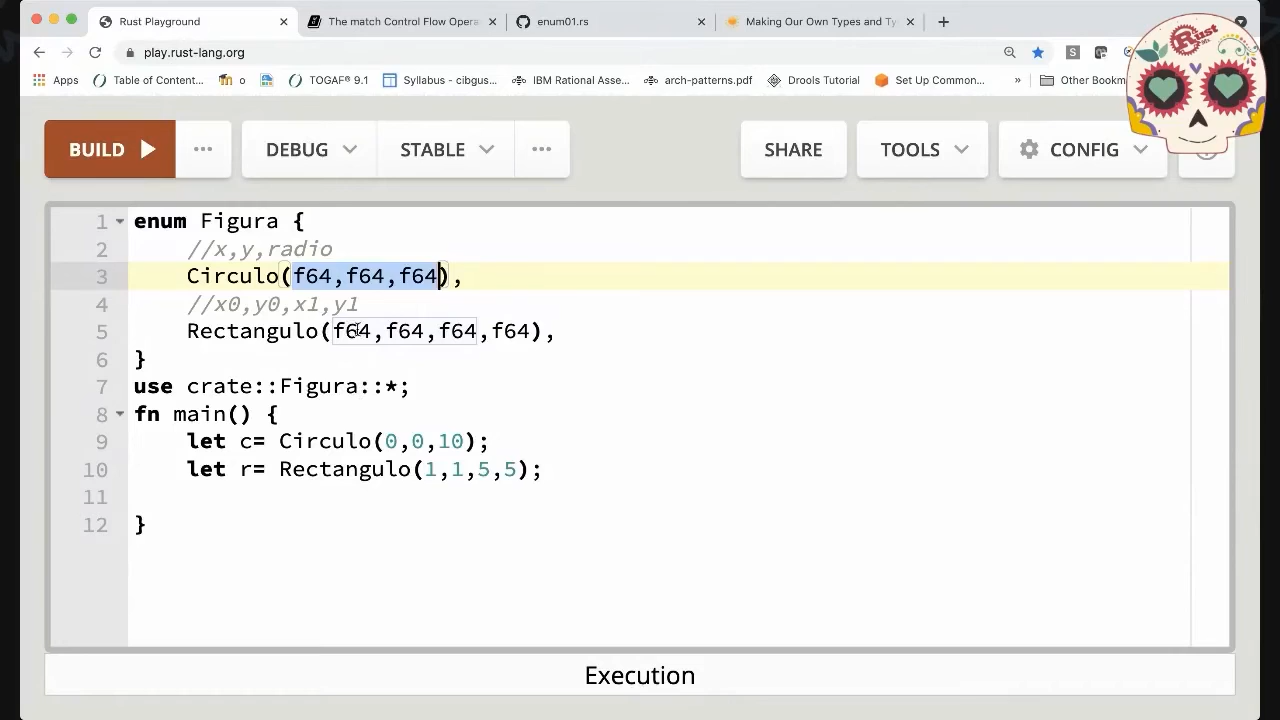 Rust Playground
The match Control Flow Opera
enum01.rs
Making Our Own Types and Ty
play.rust-lang.org
S
Apps
Table of Content...
o
TOGAF® 9.1
Syllabus - cibgus...
IBM Rational Asse...
arch-patterns.pdf
Drools Tutorial
Set Up Common...
»
Other Bookm
Rust
BUILD
...
DEBUG
STABLE
...
SHARE
TOOLS
CONFIG
1 enum Figura {
2 //x,y,radio
3 Circulo(f64,f64,f64),
4 //x0,y0,x1,y1
5 Rectangulo(f64,f64,f64,f64),
6 }
7 use crate::Figura::*;
8 fn main() {
9 let c= Circulo(0,0,10);
10 let r= Rectangulo(1,1,5,5);
11
12 }
Execution